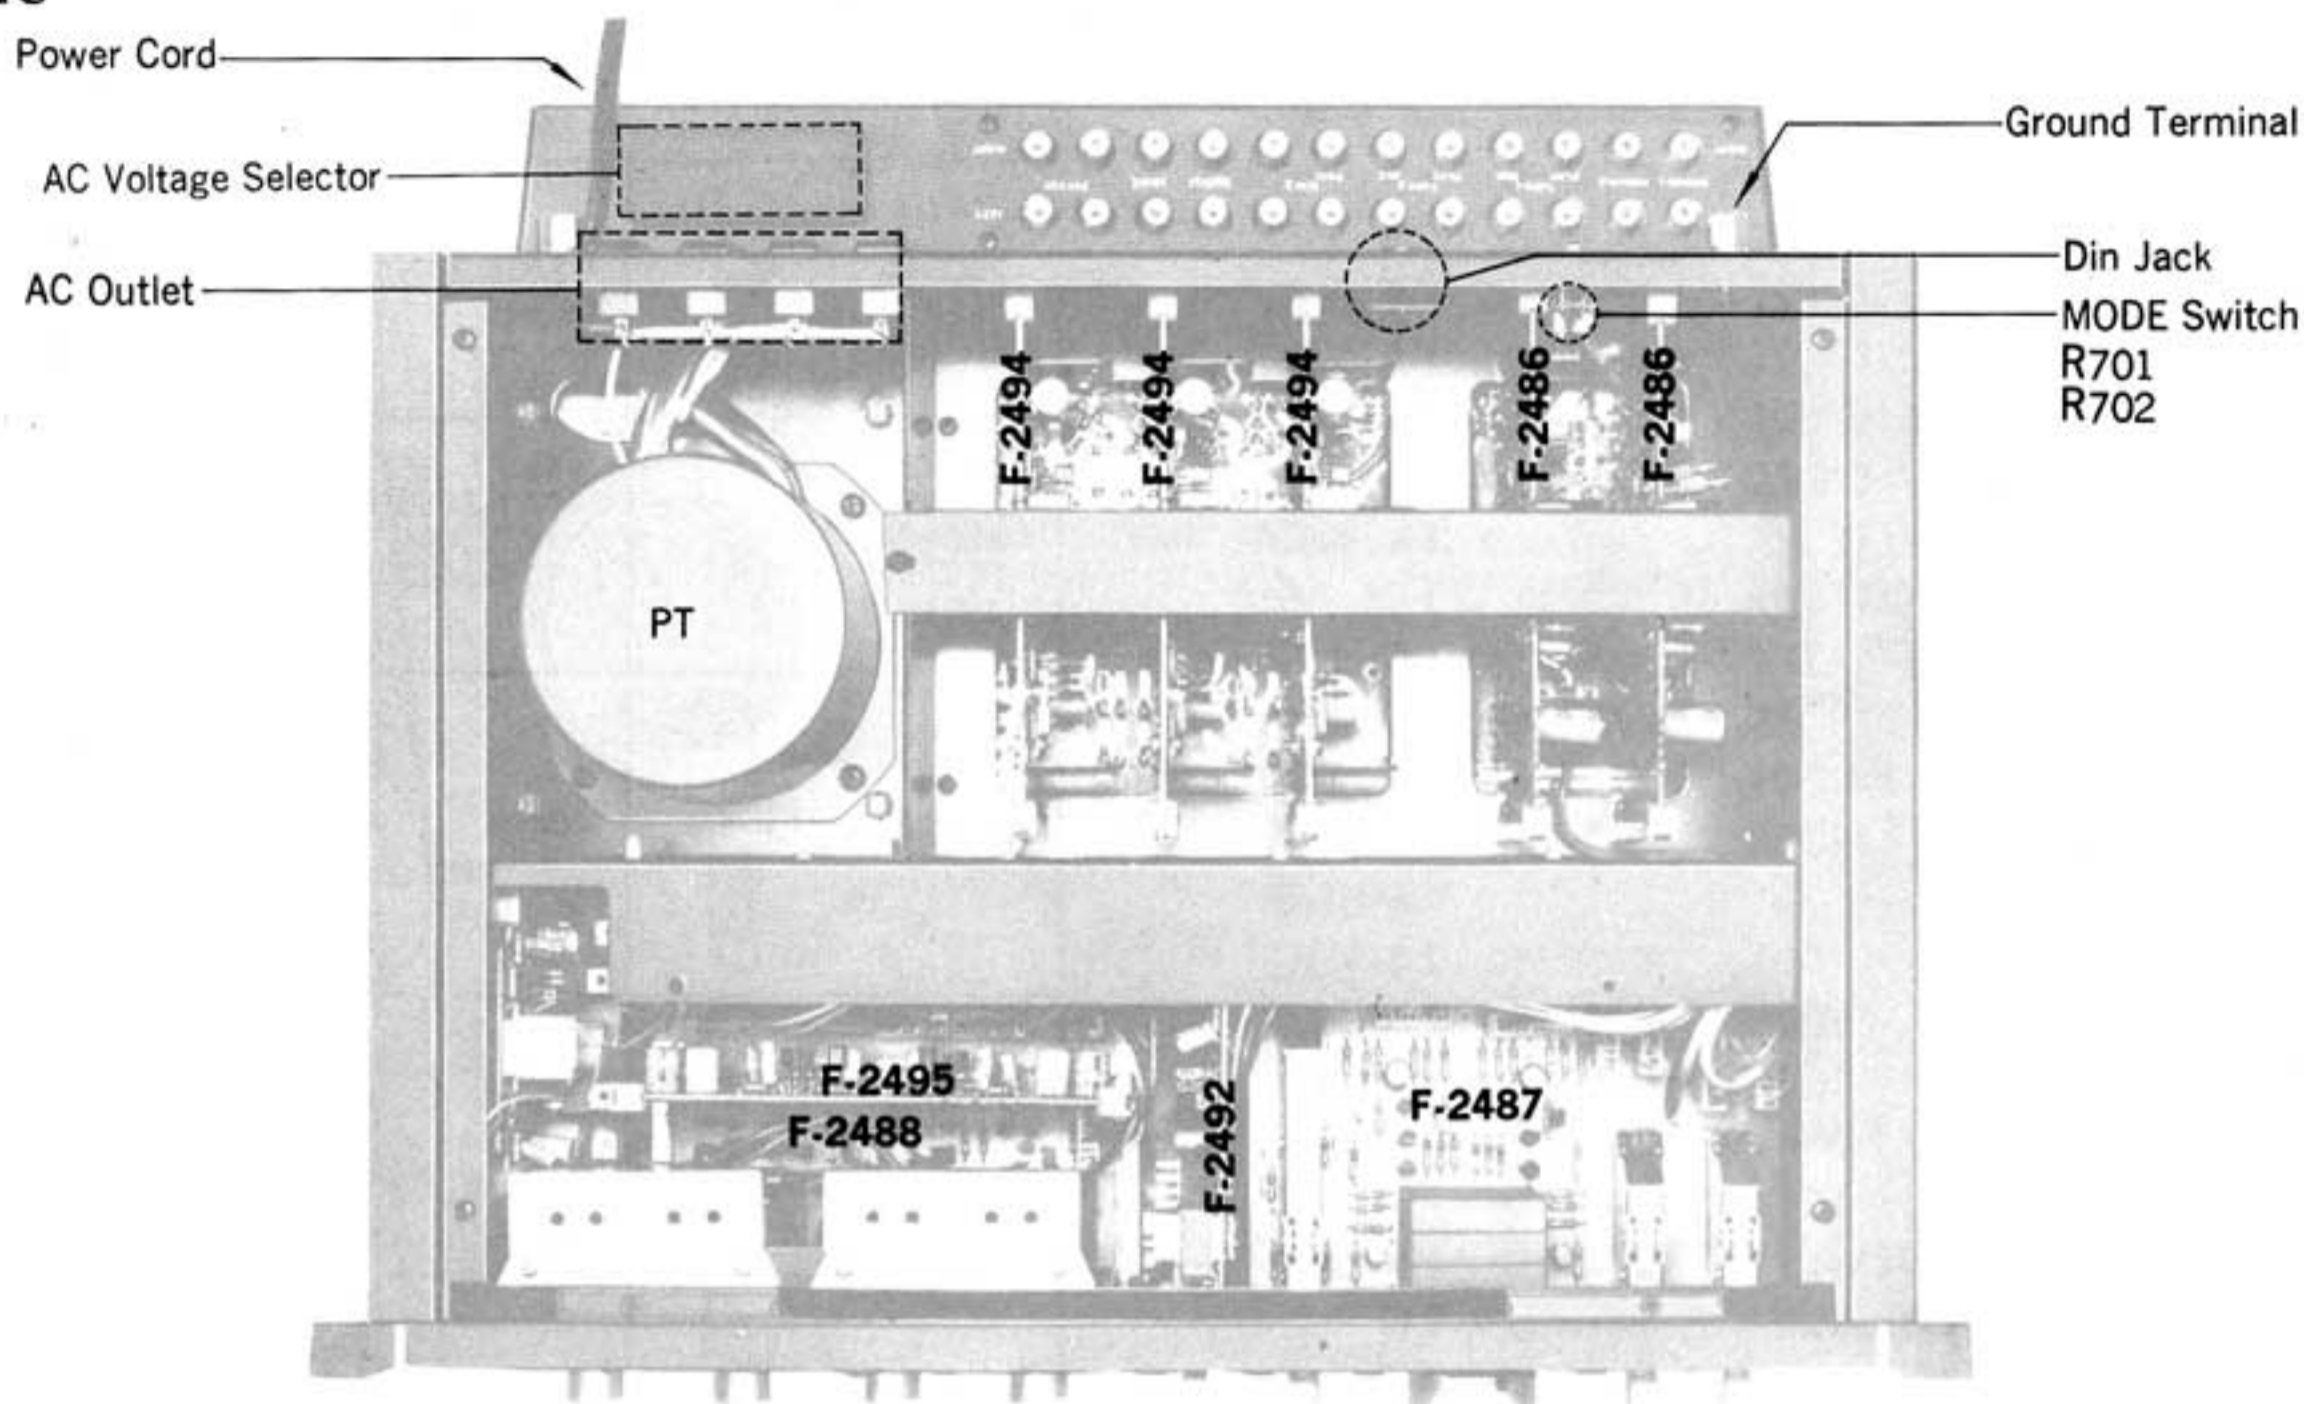 Power Cord
AC Voltage Selector
AC Outlet
Ground Terminal
Din Jack
MODE Switch
R701
R702
F-2494
F-2494
F-2494
F-2486
F-2486
PT
F-2495
F-2488
F-2492
F-2487